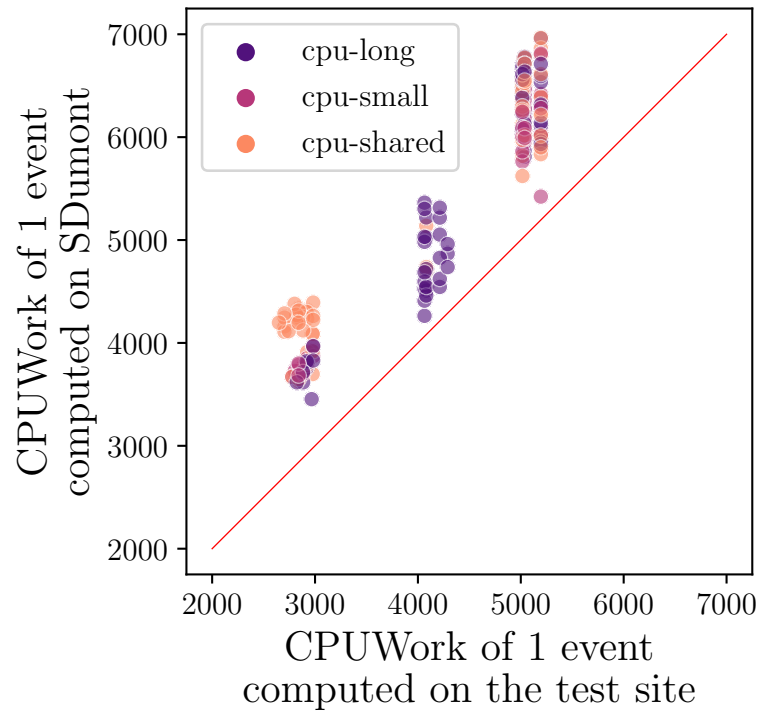 7000
6000
5000
4000
3000
2000
cpu-long
cpu-small
cpu-shared
CPUWork of 1 event
computed on SDumont
2000 3000 4000 5000 6000 7000
CPUWork of 1 event
computed on the test site